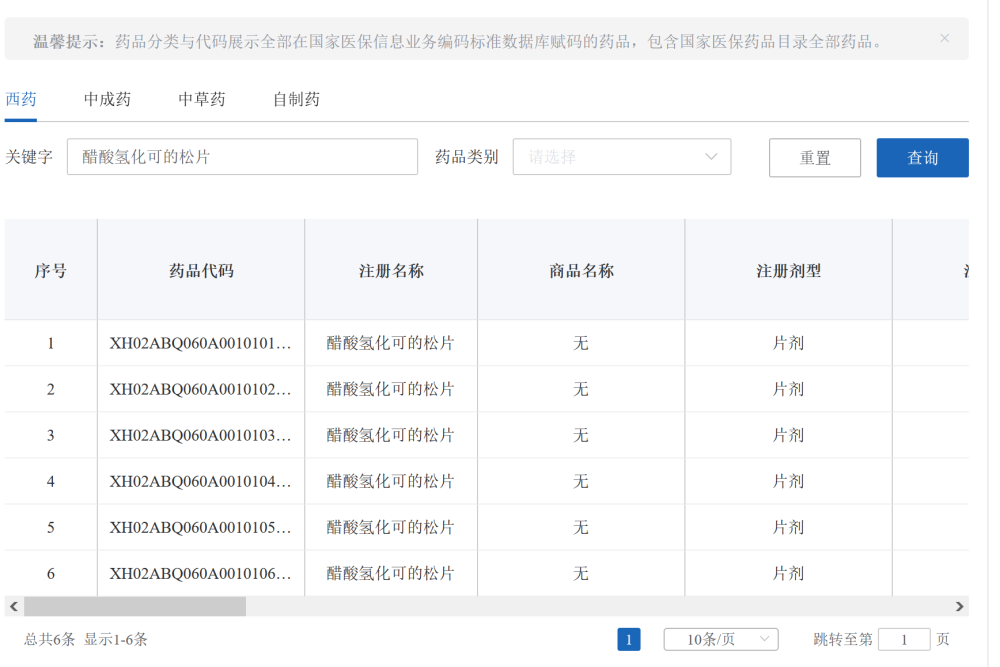 温馨提示：药品分类与代码展示全部在国家医保信息业务编码标准数据库赋码的药品，包含国家医保药品目录全部药品。
西药 中成药 中草药 自制药
关键字 醋酸氢化可的松片 药品类别 请选择 重置 查询
序号 药品代码 注册名称 商品名称 注册剂型
1 XH02ABQ060A0010101... 醋酸氢化可的松片 无 片剂
2 XH02ABQ060A0010102... 醋酸氢化可的松片 无 片剂
3 XH02ABQ060A0010103... 醋酸氢化可的松片 无 片剂
4 XH02ABQ060A0010104... 醋酸氢化可的松片 无 片剂
5 XH02ABQ060A0010105... 醋酸氢化可的松片 无 片剂
6 XH02ABQ060A0010106... 醋酸氢化可的松片 无 片剂
总共6条 显示1-6条 1 10条/页 跳转至第 1 页